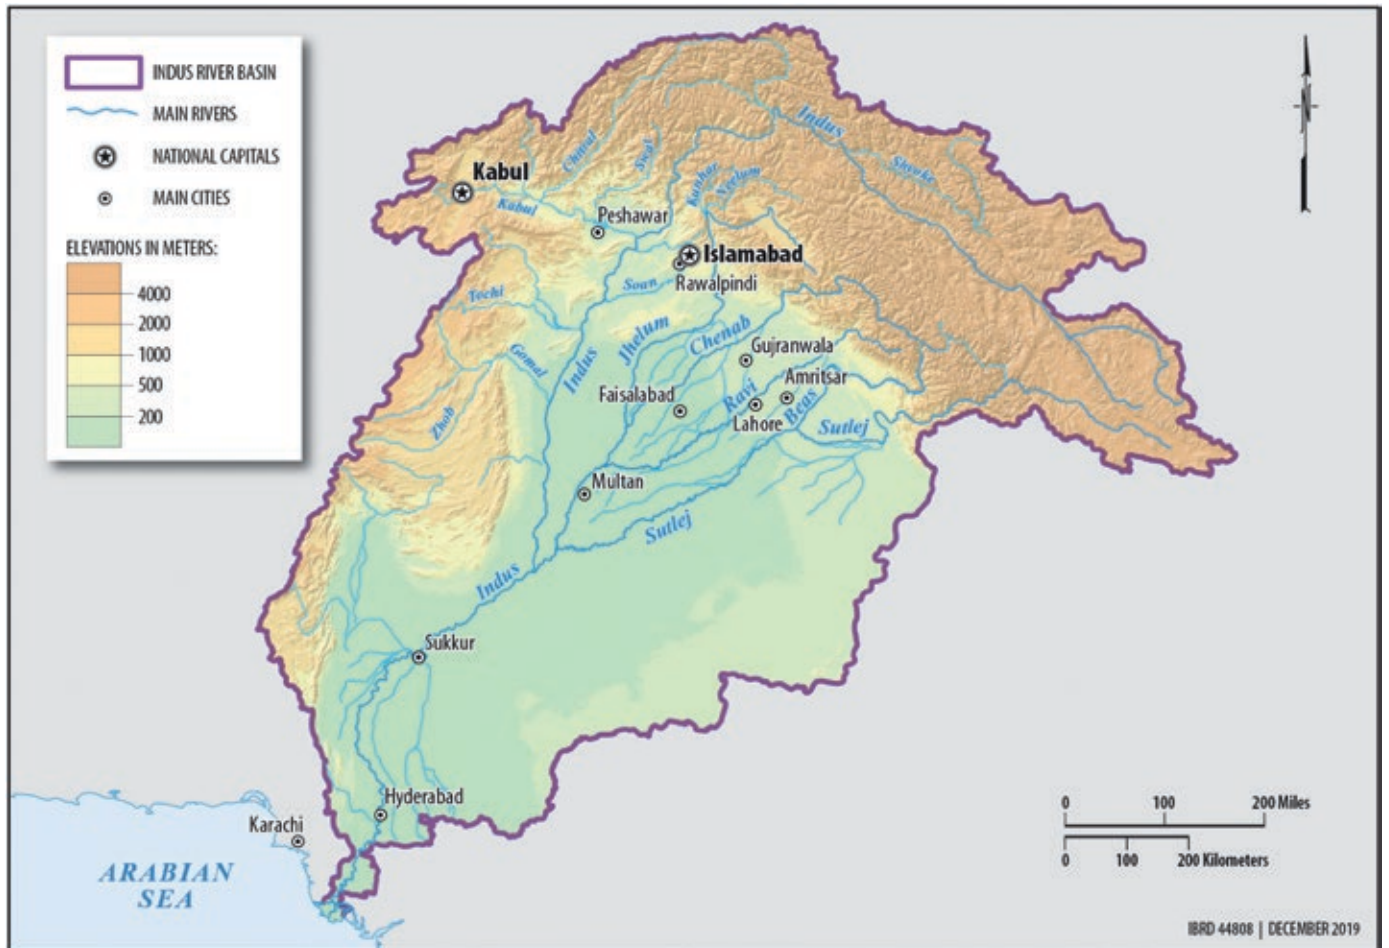 INDUS RIVER BASIN
MAIN RIVERS
NATIONAL CAPITALS
MAIN CITIES
ELEVATIONS IN METERS:
4000
2000
1000
500
200
Indus
Shyoke
Chitral
Swat
Kunhar
Neelum
Kabul
Kabul
Peshawar
Islamabad
Rawalpindi
Soan
Tochi
Gomal
Zhob
Indus
Jhelum
Chenab
Gujranwala
Amritsar
Faisalabad
Ravi
Lahore
Beas
Sutlej
Multan
Sutlej
Indus
Sukkur
Hyderabad
Karachi
ARABIAN
SEA
0 100 200 Miles
0 100 200 Kilometers
IBRD 44808 | DECEMBER 2019